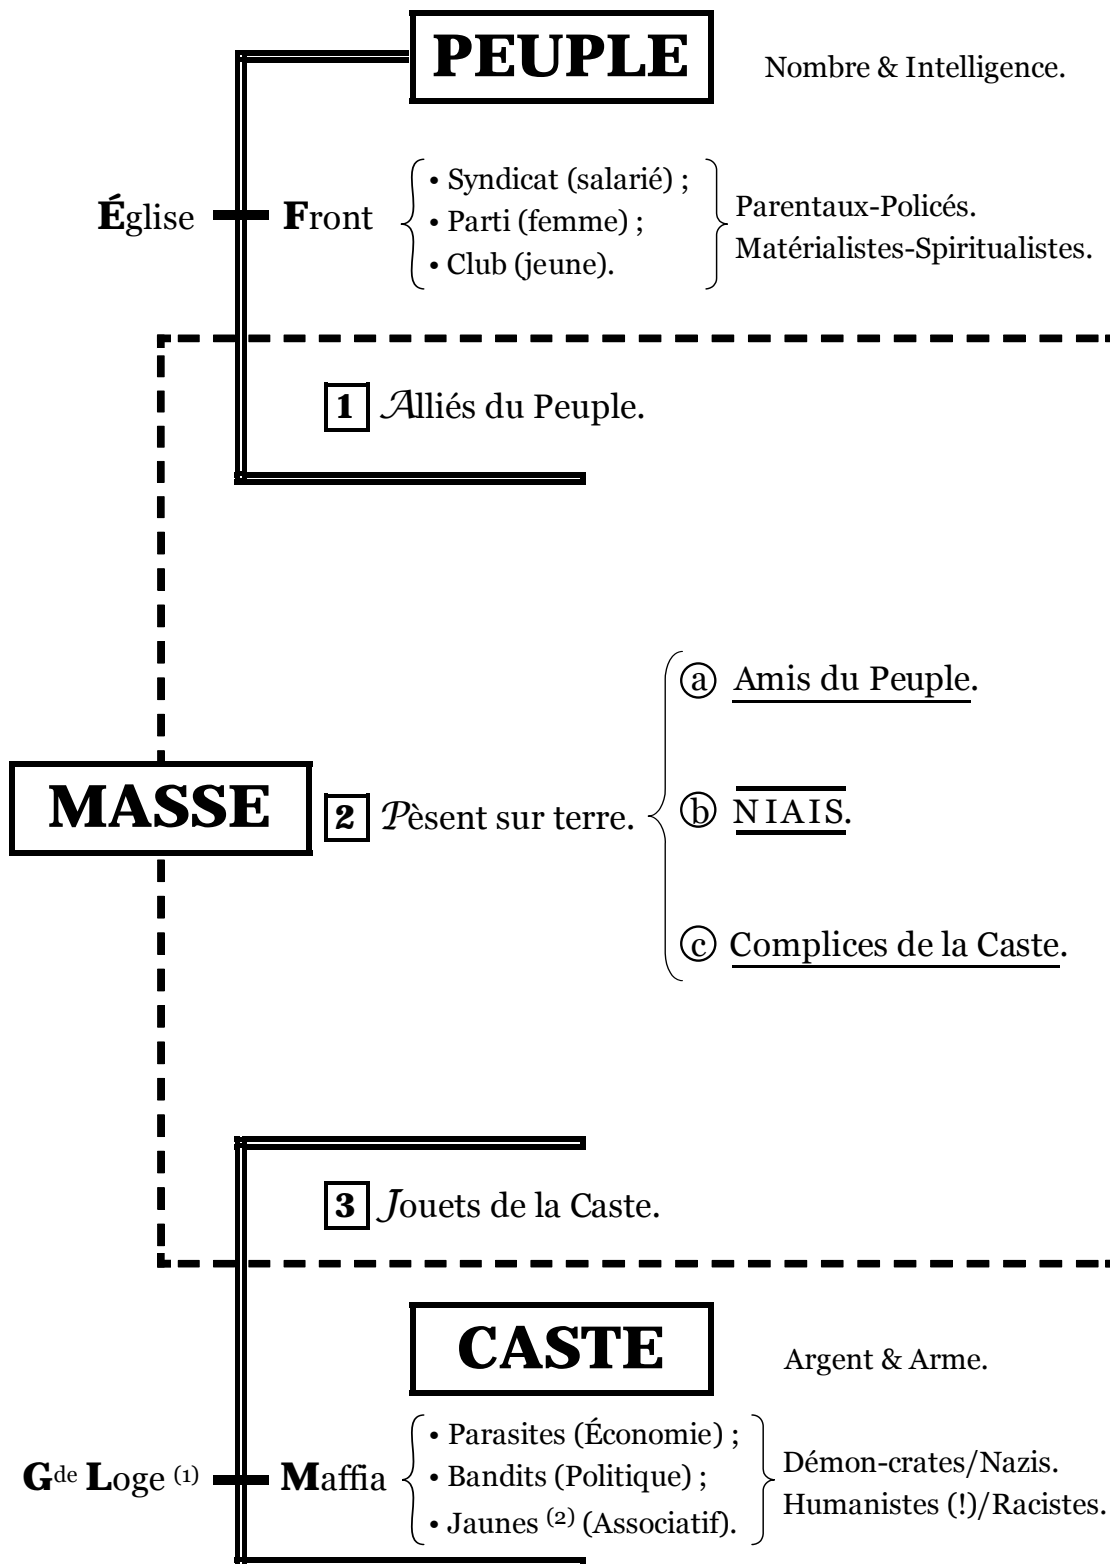 PEUPLE
Nombre & Intelligence.
Église
Front
• Syndicat (salarié) ;
• Parti (femme) ;
• Club (jeune).
Parentaux-Policés.
Matérialistes-Spiritualistes.
1 Alliés du Peuple.
MASSE
2 Pèsent sur terre.
a Amis du Peuple.
b NIAIS.
c Complices de la Caste.
3 Jouets de la Caste.
CASTE
Argent & Arme.
Gde Loge (1)
Maffia
• Parasites (Économie) ;
• Bandits (Politique) ;
• Jaunes (2) (Associatif).
Démon-crates/Nazis.
Humanistes (!)/Racistes.